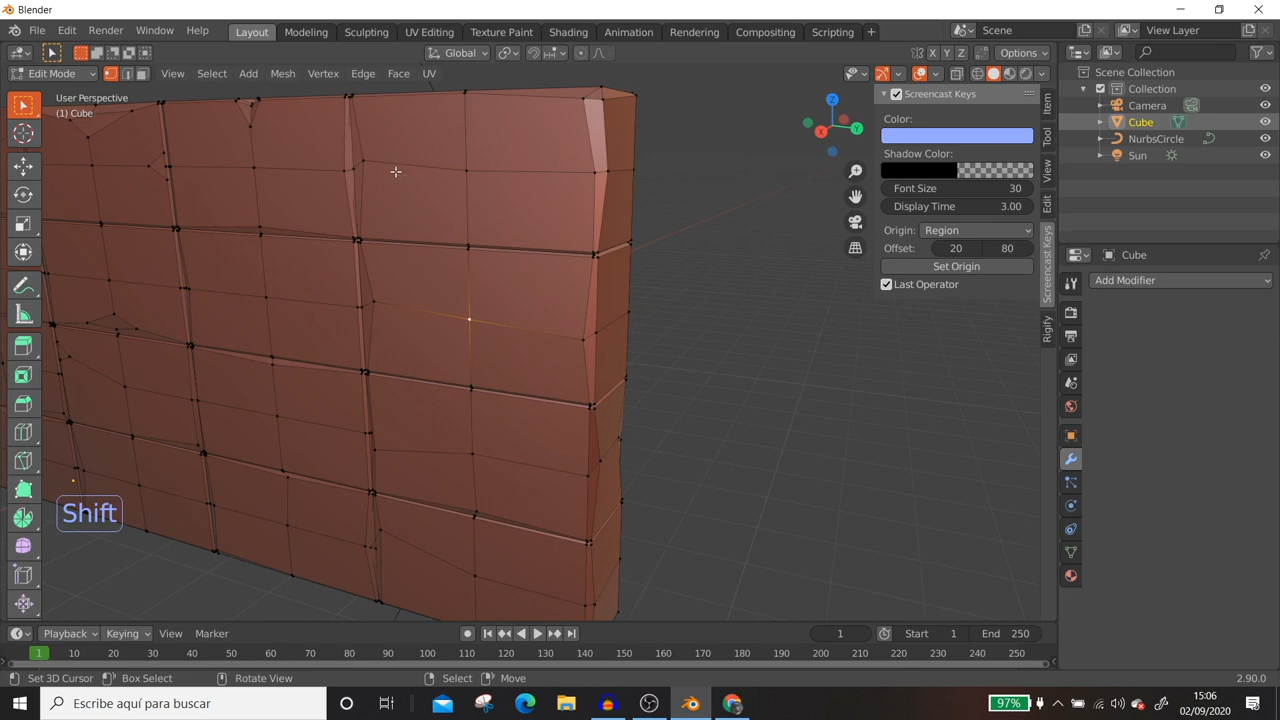 Blender
File Edit Render Window Help
Layout Modeling Sculpting UV Editing Texture Paint Shading Animation Rendering Compositing Scripting +
Scene View Layer
Global Options
Edit Mode View Select Add Mesh Vertex Edge Face UV
X Y Z
User Perspective
(1) Cube
Z
X Y
Screencast Keys
Color:
Shadow Color:
Font Size 30
Display Time 3.00
Origin: Region
Offset: 20 80
Set Origin
Last Operator
Item
Tool
View
Edit
Screencast Keys
Rigify
Scene Collection
Collection
Camera
Cube
NurbsCircle
Sun
Cube
Add Modifier
Shift
Playback Keying View Marker
1 Start 1 End 250
1 10 20 30 40 50 60 70 80 90 100 110 120 130 140 150 160 170 180 190 200 210 220 230 240 250
Set 3D Cursor Box Select Rotate View Select Move 2.90.0
Escribe aquí para buscar
97%
15:06
02/09/2020